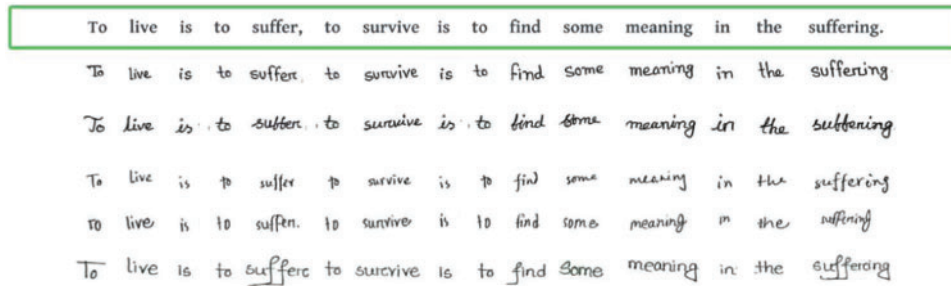 To live is to suffer, to survive is to find some meaning in the suffering.
To live is to suffer, to survive is to find some meaning in the suffering.
To live is to suffer, to survive is to find some meaning in the suffering.
To live is to suffer to survive is to find some meaning in the suffering
To live is to suffer. to survive is to find some meaning in the suffering
To live is to suffer to survive is to find some meaning in the suffering